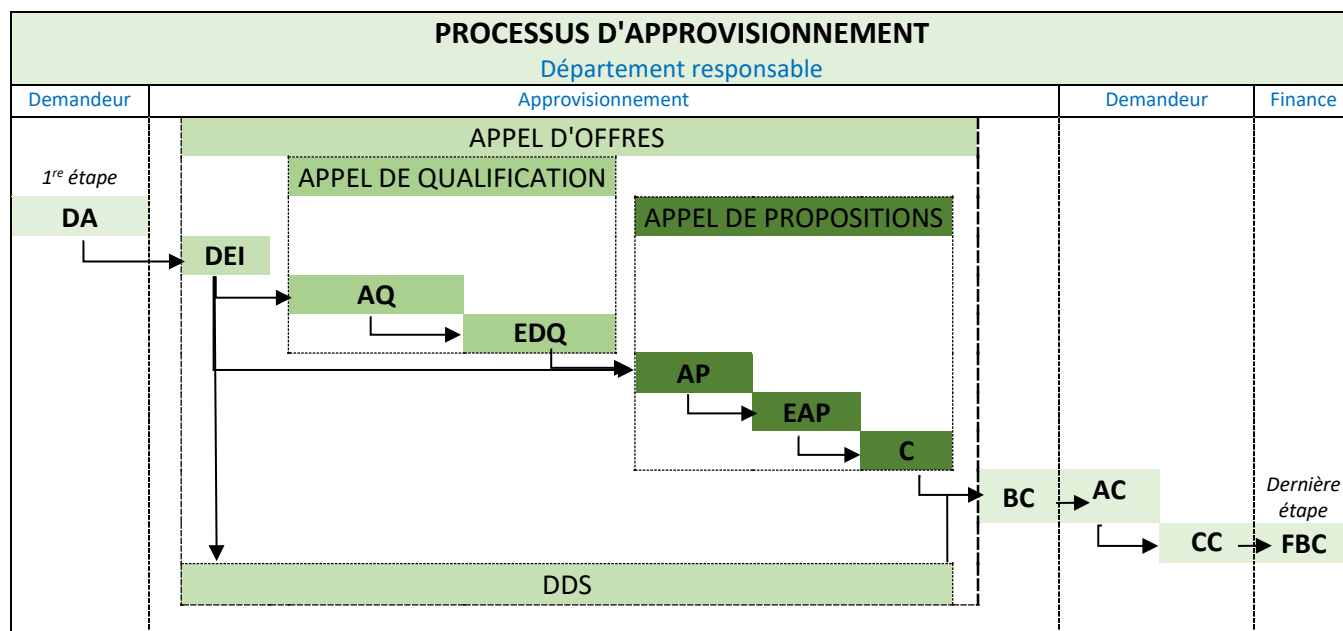 PROCESSUS D'APPROVISIONNEMENT
Département responsable
Demandeur
Approvisionnement
Demandeur
Finance
APPEL D'OFFRES
1re étape
APPEL DE QUALIFICATION
DA
APPEL DE PROPOSITIONS
DEI
AQ
EDQ
AP
EAP
C
BC
AC
Dernière
étape
CC
FBC
DDS